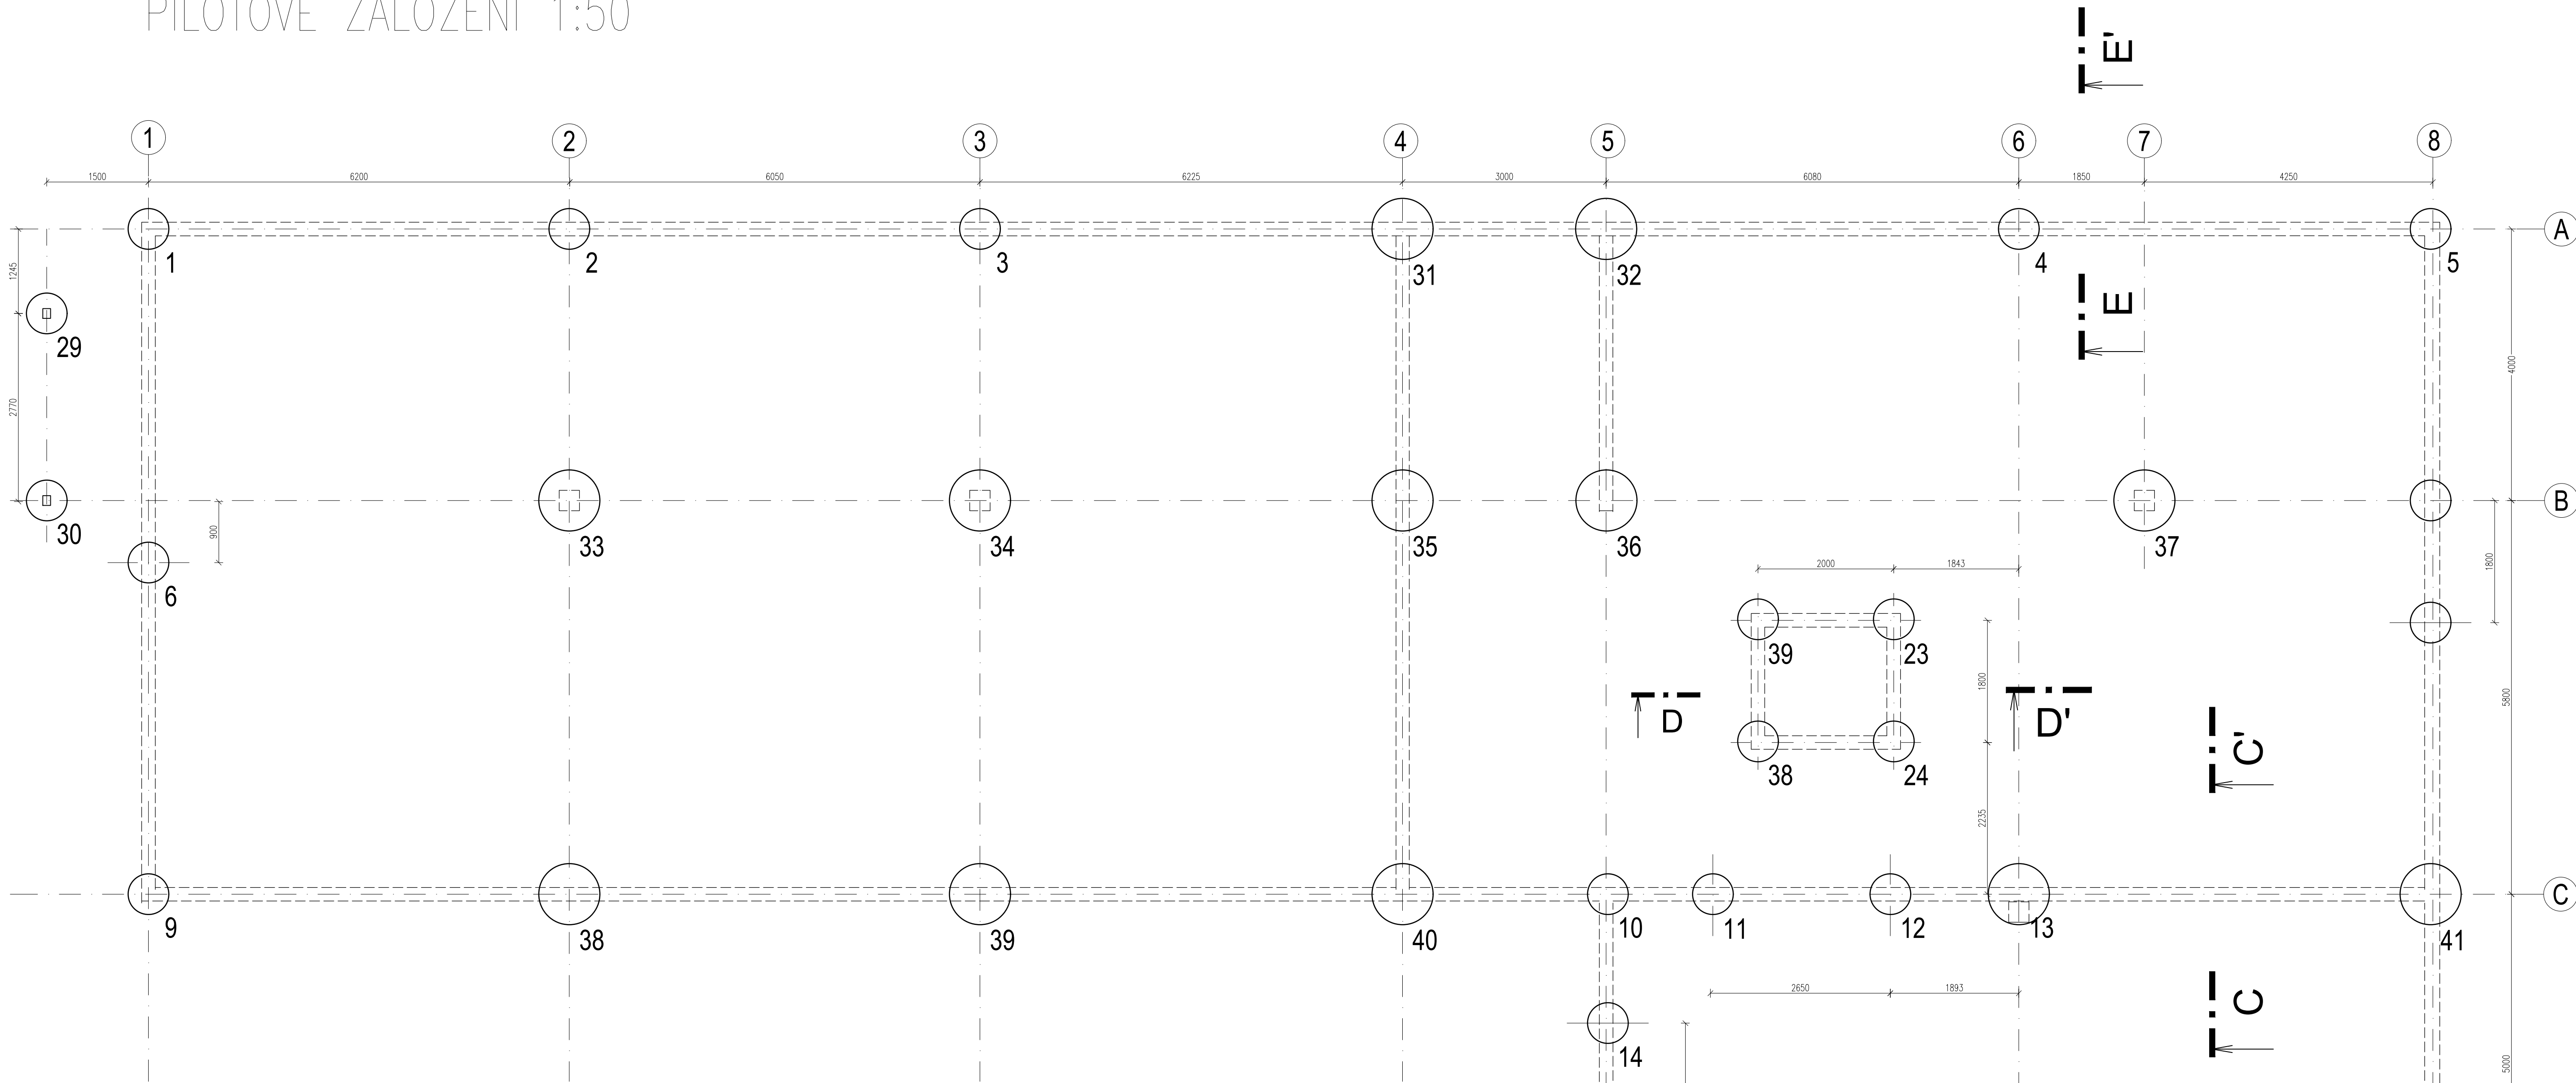 PILOTOVÉ ZALOŽENÍ 1:50
E'
1 2 3 4 5 6 7 8
1500 6200 6050 6225 3000 6080 1850 4250
A
1 2 3 31 32 4 5
1245
E
29
4000
2770
B
30 33 34 35 36 37
900
6
2000 1843
1800
39 23
1800
5800
D D'
C'
38 24
2235
C
9 38 39 40 10 11 12 13 41
2650 1893
C
14
5000